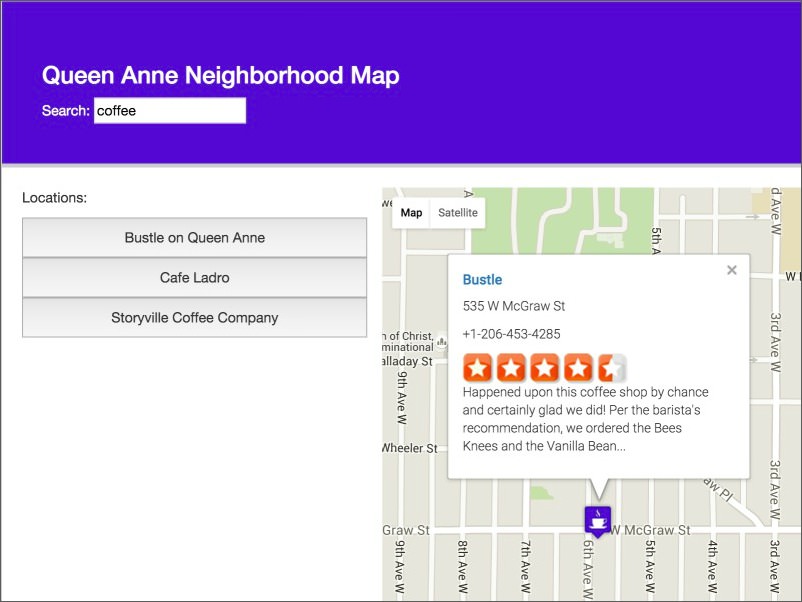 Queen Anne Neighborhood Map
Search: coffee
Locations:
Bustle on Queen Anne
Cafe Ladro
Storyville Coffee Company
Map Satellite
5th A
d Ave W
W
×
Bustle
535 W McGraw St
+1-206-453-4285
Happened upon this coffee shop by chance
and certainly glad we did! Per the barista's
recommendation, we ordered the Bees
Knees and the Vanilla Bean...
n of Christ,
minational
alladay St
9th Ave W
3rd Ave W
Wheeler St
3rd Ave W
aw Pl
Graw St
W McGraw St
9th Ave W
8th Ave W
7th Ave W
6th Ave W
5th Ave W
4th Ave W
3rd Ave W